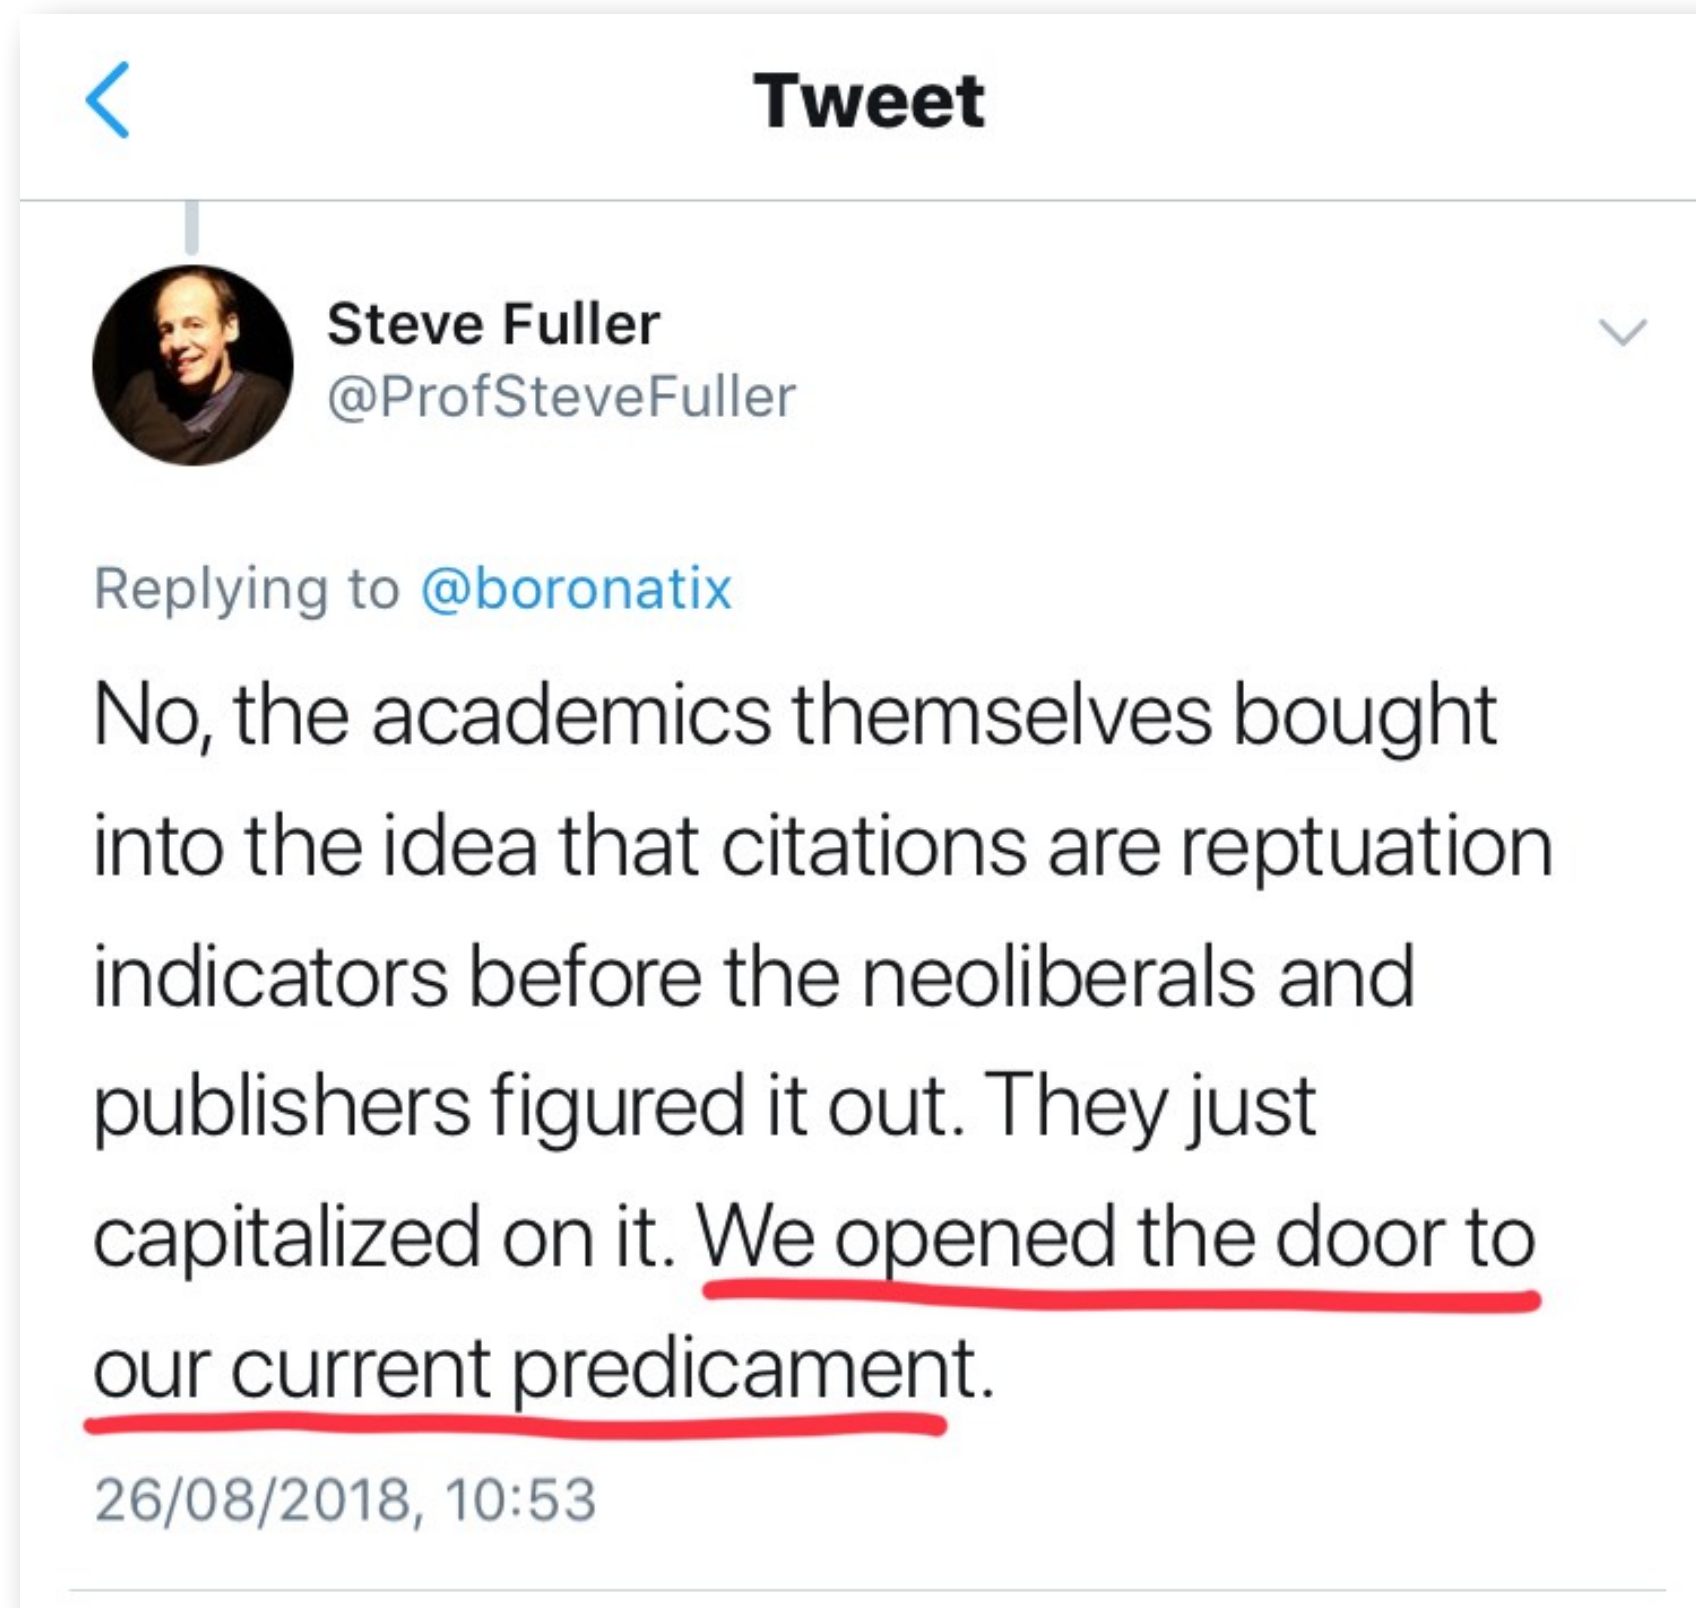 Tweet
Steve Fuller
@ProfSteveFuller
Replying to @boronatix
No, the academics themselves bought
into the idea that citations are reptuation
indicators before the neoliberals and
publishers figured it out. They just
capitalized on it. We opened the door to
our current predicament.
26/08/2018, 10:53